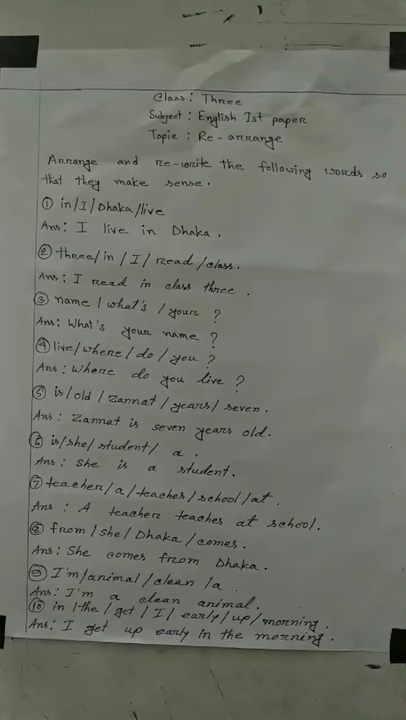 Class: Three
Subject: English Ist paper
Topie: Re-arrange
Arrange and re-write the following words so
that they make sense.
① in/I/Dhaka/live
Ans: I live in Dhaka.
② three/in/I/read/class.
Ans: I read in class three.
③ name/what's/your?
Ans: What's your name?
④ live/where/do/you?
Ans: Where do you live?
⑤ is/old/Zannat/years/seven.
Ans: Zannat is seven years old.
⑥ is/she/student/a.
Ans: She is a student.
⑦ teacher/a/teaches/school/at.
Ans: A teacher teaches at school.
⑧ from/she/Dhaka/comes.
Ans: She comes from Dhaka.
⑨ I'm/animal/clean/a.
Ans: I'm a clean animal.
⑩ in/the/get/I/early/up/morning.
Ans: I get up early in the morning.